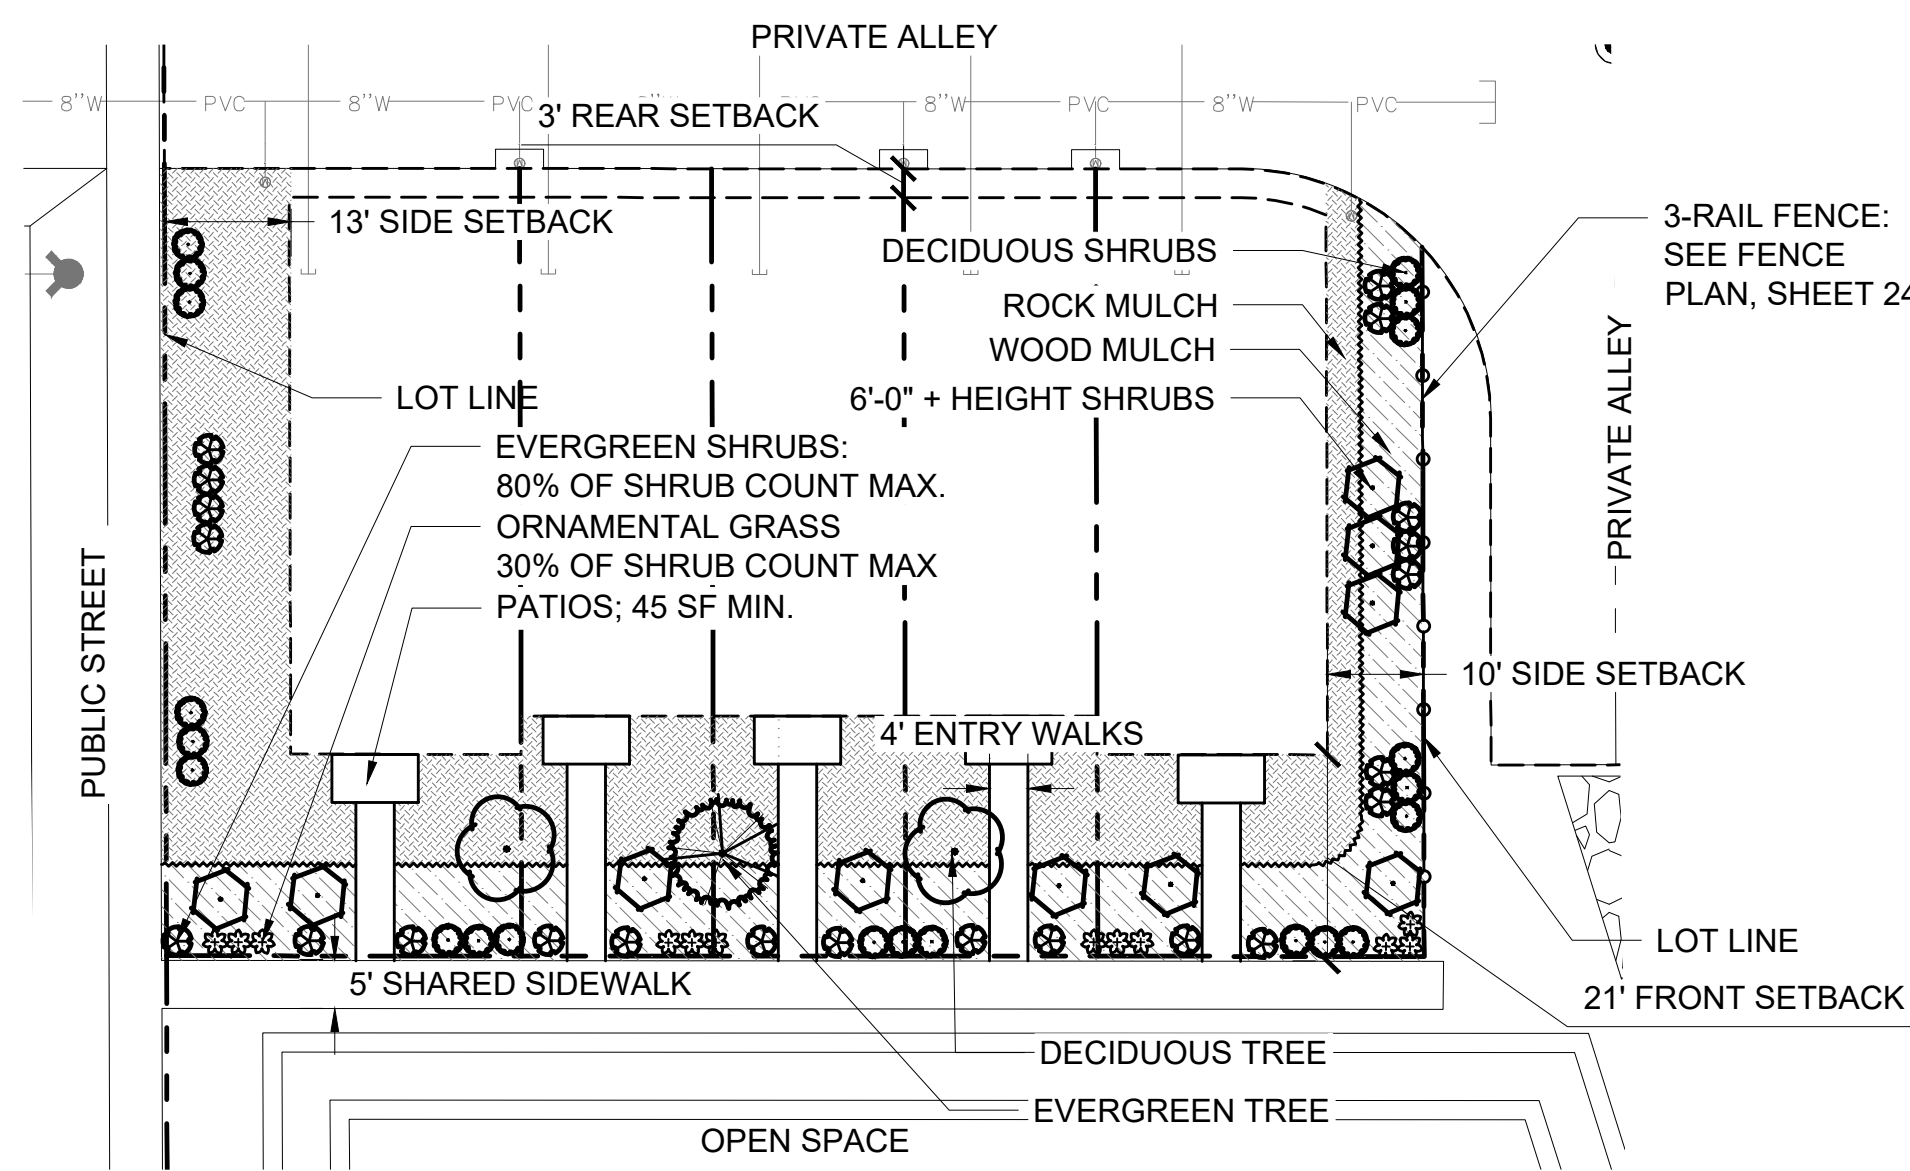 PRIVATE ALLEY
8''W PVC 8''W PVC 8''W PVC 8''W PVC
3' REAR SETBACK
13' SIDE SETBACK
3-RAIL FENCE:
SEE FENCE
PLAN, SHEET 24
DECIDUOUS SHRUBS
ROCK MULCH
WOOD MULCH
6'-0" + HEIGHT SHRUBS
LOT LINE
EVERGREEN SHRUBS:
80% OF SHRUB COUNT MAX.
ORNAMENTAL GRASS
30% OF SHRUB COUNT MAX
PATIOS; 45 SF MIN.
PRIVATE ALLEY
PUBLIC STREET
10' SIDE SETBACK
4' ENTRY WALKS
LOT LINE
5' SHARED SIDEWALK
21' FRONT SETBACK
DECIDUOUS TREE
EVERGREEN TREE
OPEN SPACE